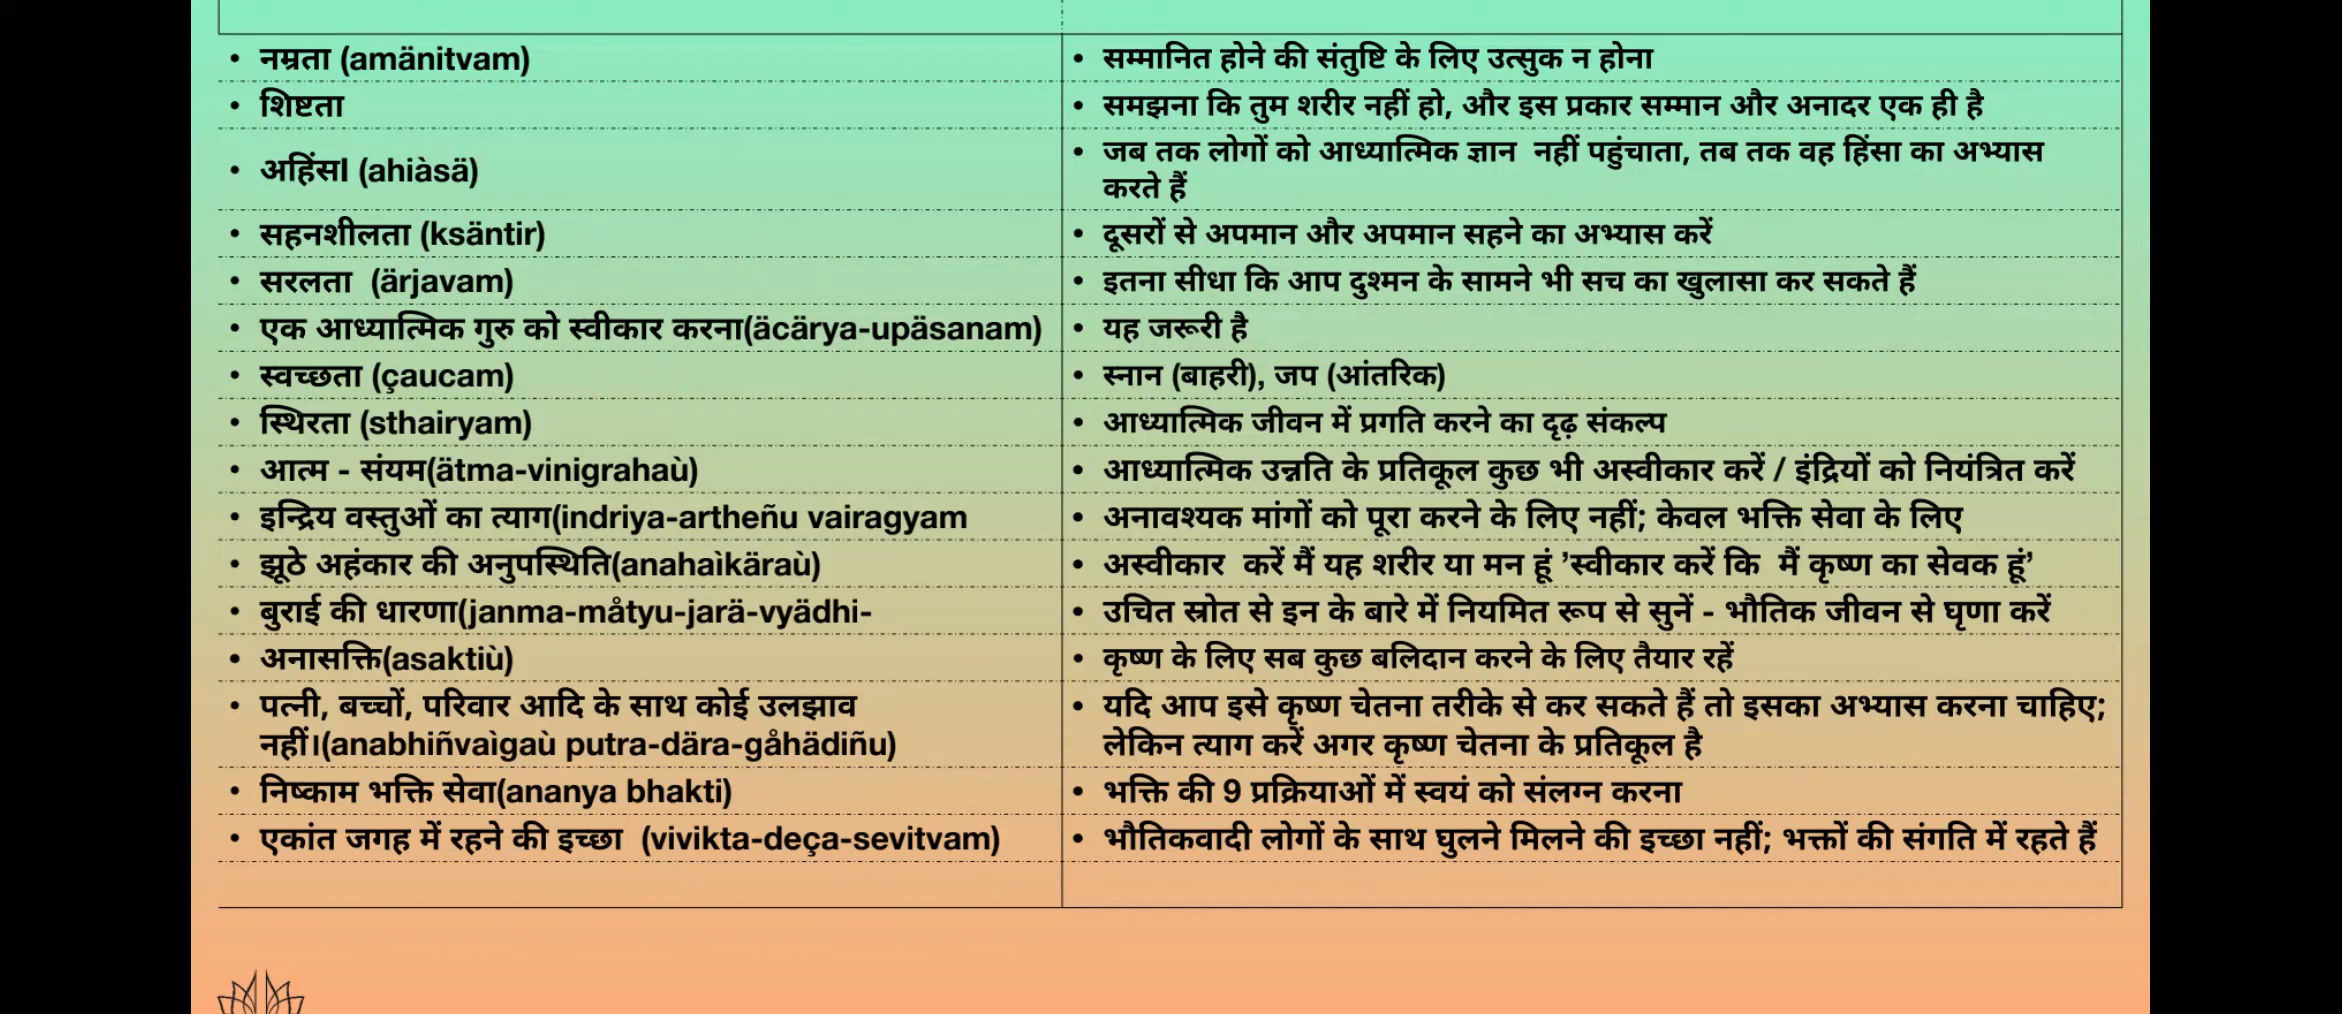 • नम्रता (amänitvam)
• सम्मानित होने की संतुष्टि के लिए उत्सुक न होना
• शिष्टता
• समझना कि तुम शरीर नहीं हो, और इस प्रकार सम्मान और अनादर एक ही है
• अहिंसा (ahiàsä)
• जब तक लोगों को आध्यात्मिक ज्ञान नहीं पहुंचाता, तब तक वह हिंसा का अभ्यास
करते हैं
• सहनशीलता (ksäntir)
• दूसरों से अपमान और अपमान सहने का अभ्यास करें
• सरलता (ärjavam)
• इतना सीधा कि आप दुश्मन के सामने भी सच का खुलासा कर सकते हैं
• एक आध्यात्मिक गुरु को स्वीकार करना(äcärya-upäsanam)
• यह जरूरी है
• स्वच्छता (çaucam)
• स्नान (बाहरी), जप (आंतरिक)
• स्थिरता (sthairyam)
• आध्यात्मिक जीवन में प्रगति करने का दृढ़ संकल्प
• आत्म - संयम(ätma-vinigrahaù)
• आध्यात्मिक उन्नति के प्रतिकूल कुछ भी अस्वीकार करें / इंद्रियों को नियंत्रित करें
• इन्द्रिय वस्तुओं का त्याग(indriya-artheñu vairagyam
• अनावश्यक मांगों को पूरा करने के लिए नहीं; केवल भक्ति सेवा के लिए
• झूठे अहंकार की अनुपस्थिति(anahaìkäraù)
• अस्वीकार करें मैं यह शरीर या मन हूं ’स्वीकार करें कि मैं कृष्ण का सेवक हूं’
• बुराई की धारणा(janma-måtyu-jarä-vyädhi-
• उचित स्रोत से इन के बारे में नियमित रूप से सुनें - भौतिक जीवन से घृणा करें
• अनासक्ति(asaktiù)
• कृष्ण के लिए सब कुछ बलिदान करने के लिए तैयार रहें
• पत्नी, बच्चों, परिवार आदि के साथ कोई उलझाव
नहीं।(anabhiñvaìgaù putra-dära-gåhädiñu)
• यदि आप इसे कृष्ण चेतना तरीके से कर सकते हैं तो इसका अभ्यास करना चाहिए;
लेकिन त्याग करें अगर कृष्ण चेतना के प्रतिकूल है
• निष्काम भक्ति सेवा(ananya bhakti)
• भक्ति की 9 प्रक्रियाओं में स्वयं को संलग्न करना
• एकांत जगह में रहने की इच्छा (vivikta-deça-sevitvam)
• भौतिकवादी लोगों के साथ घुलने मिलने की इच्छा नहीं; भक्तों की संगति में रहते हैं